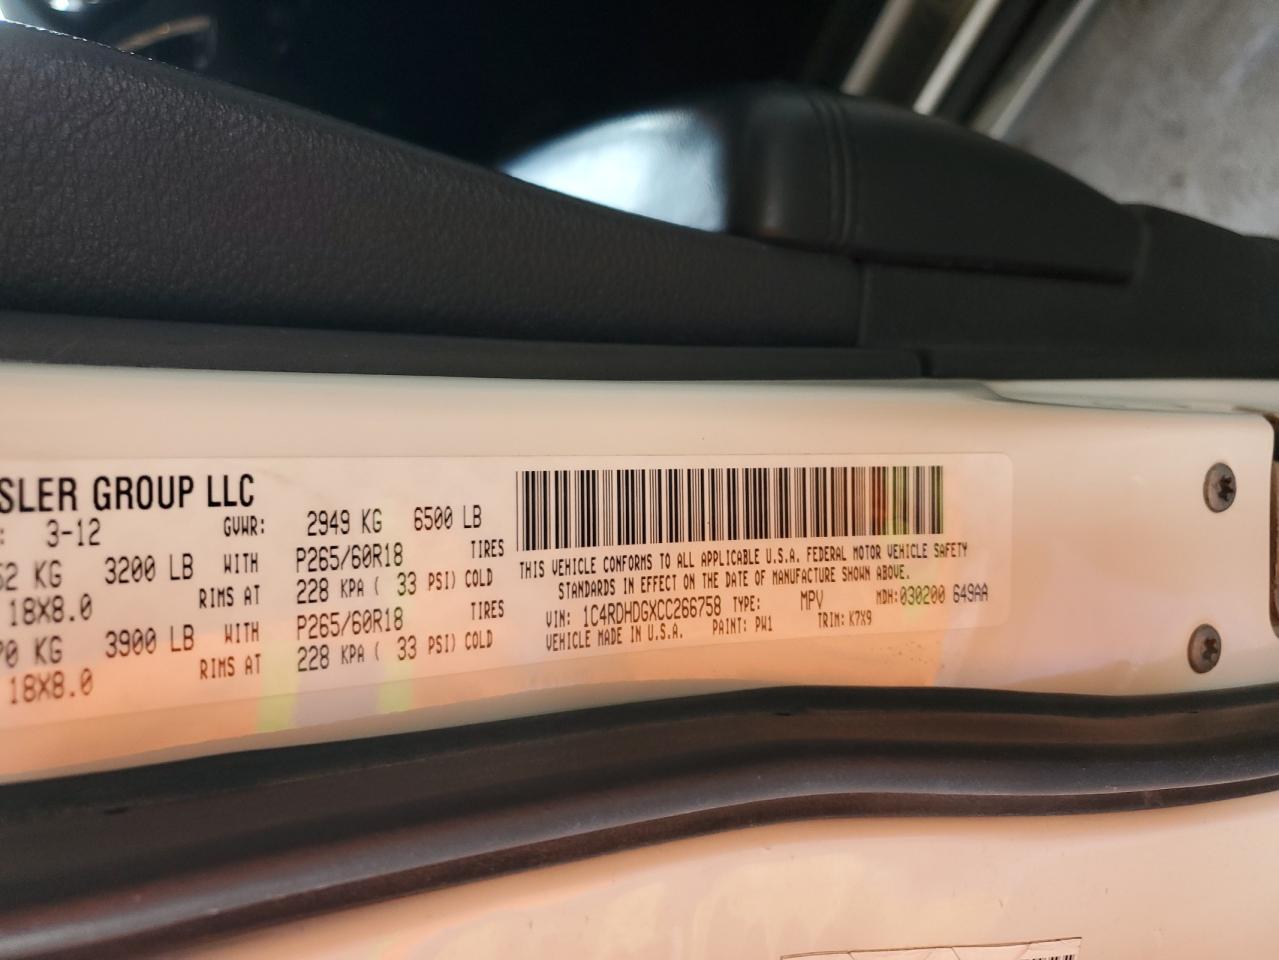 SLER GROUP LLC
: 3-12 GVWR: 2949 KG 6500 LB
52 KG 3200 LB WITH P265/60R18 TIRES
18X8.0 RIMS AT 228 KPA ( 33 PSI) COLD
70 KG 3900 LB WITH P265/60R18 TIRES
18X8.0 RIMS AT 228 KPA ( 33 PSI) COLD
THIS VEHICLE CONFORMS TO ALL APPLICABLE U.S.A. FEDERAL MOTOR VEHICLE SAFETY
STANDARDS IN EFFECT ON THE DATE OF MANUFACTURE SHOWN ABOVE.
VIN: 1C4RDHDGXCC266758 TYPE: MPV MDH:030200 649AA
VEHICLE MADE IN U.S.A. PAINT: PW1 TRIM: K7X9